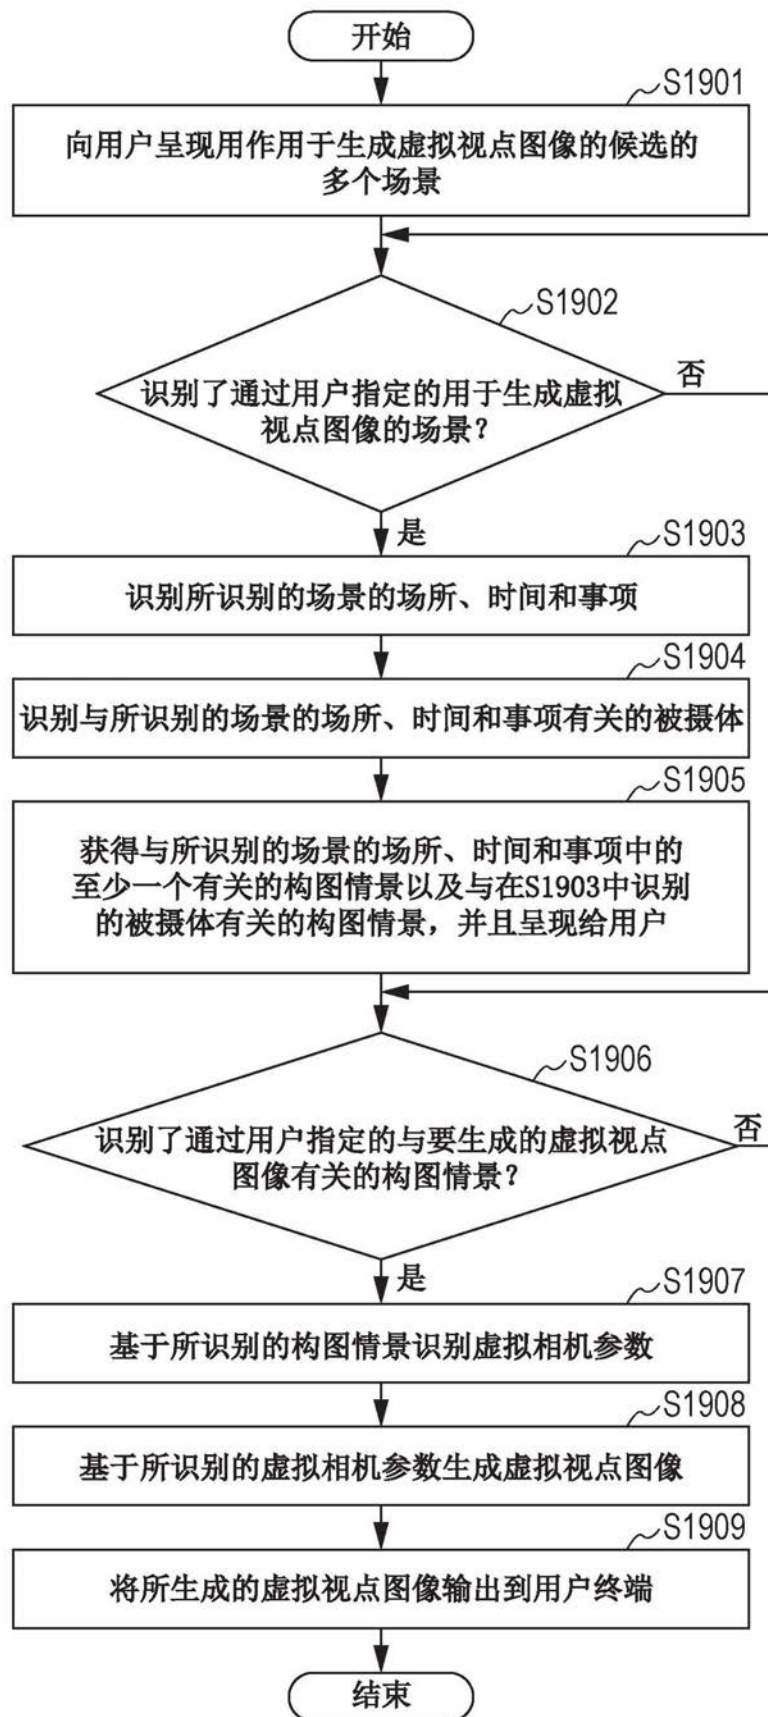 开始
S1901
向用户呈现用作用于生成虚拟视点图像的候选的
多个场景
S1902
识别了通过用户指定的用于生成虚拟
视点图像的场景?
否
是
S1903
识别所识别的场景的场所、时间和事项
S1904
识别与所识别的场景的场所、时间和事项有关的被摄体
S1905
获得与所识别的场景的场所、时间和事项中的
至少一个有关的构图情景以及与在S1903中识别
的被摄体有关的构图情景，并且呈现给用户
S1906
识别了通过用户指定的与要生成的虚拟视点
图像有关的构图情景?
否
是
S1907
基于所识别的构图情景识别虚拟相机参数
S1908
基于所识别的虚拟相机参数生成虚拟视点图像
S1909
将所生成的虚拟视点图像输出到用户终端
结束